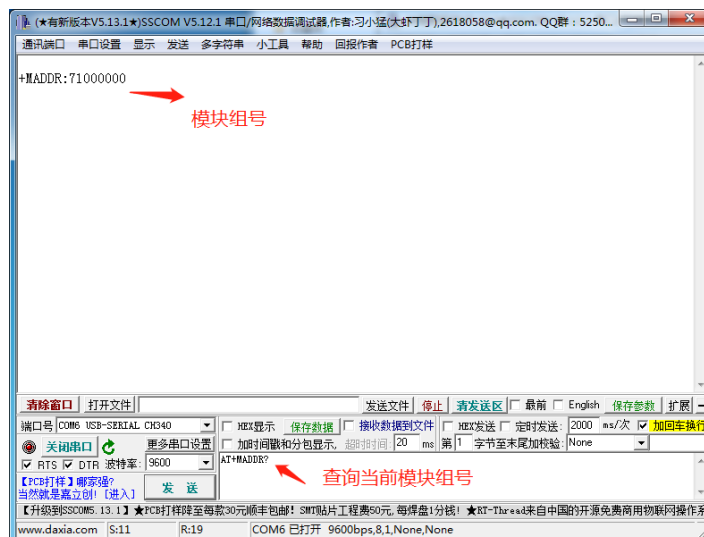 (★有新版本V5.13.1★)SSCOM V5.12.1 串口/网络数据调试器,作者:习小猛(大虾丁丁),2618058@qq.com. QQ群：5250...
通讯端口 串口设置 显示 发送 多字符串 小工具 帮助 回报作者 PCB打样
+MADDR:71000000
模块组号
清除窗口 打开文件 发送文件 停止 清发送区 最前 English 保存参数 扩展 —
端口号 COM6 USB-SERIAL CH340 HEX显示 保存数据 接收数据到文件 HEX发送 定时发送: 2000 ms/次 加回车换行
关闭串口 更多串口设置 加时间戳和分包显示, 超时时间: 20 ms 第 1 字节至末尾加校验: None
RTS DTR 波特率: 9600 AT+MADDR?
查询当前模块组号
【PCB打样】哪家强?
当然就是嘉立创!【进入】
发 送
【升级到SSCOM5.13.1】★PCB打样降至每款30元顺丰包邮! SMT贴片工程费50元,每焊盘1分钱! ★RT-Thread来自中国的开源免费商用物联网操作系
www.daxia.com S:11 R:19 COM6 已打开 9600bps,8,1,None,None